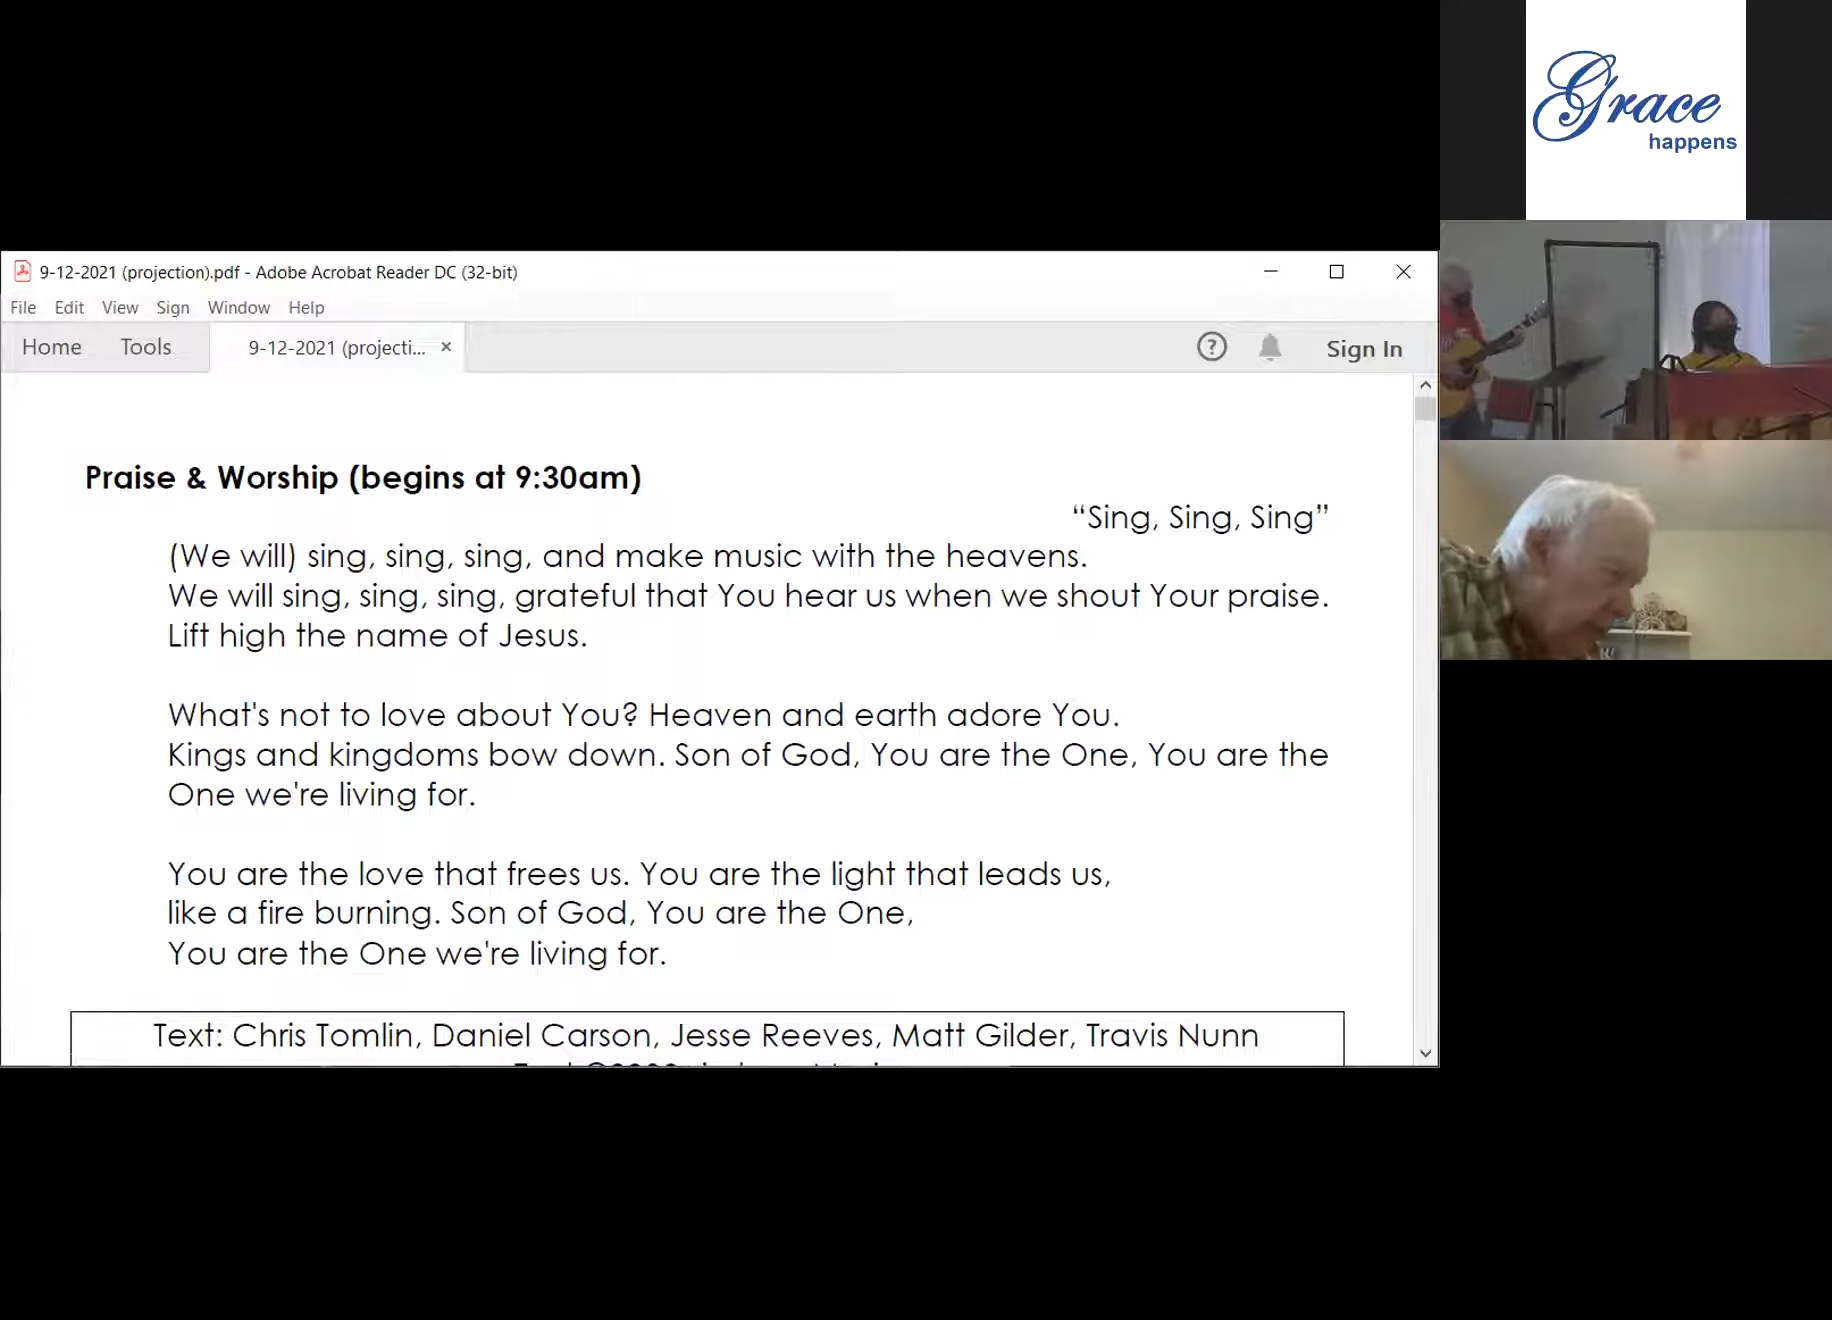 Grace
happens
9-12-2021 (projection).pdf - Adobe Acrobat Reader DC (32-bit)
File Edit View Sign Window Help
Home Tools 9-12-2021 (projecti... × ? Sign In
Praise & Worship (begins at 9:30am)
“Sing, Sing, Sing”
(We will) sing, sing, sing, and make music with the heavens.
We will sing, sing, sing, grateful that You hear us when we shout Your praise.
Lift high the name of Jesus.
What's not to love about You? Heaven and earth adore You.
Kings and kingdoms bow down. Son of God, You are the One, You are the
One we're living for.
You are the love that frees us. You are the light that leads us,
like a fire burning. Son of God, You are the One,
You are the One we're living for.
Text: Chris Tomlin, Daniel Carson, Jesse Reeves, Matt Gilder, Travis Nunn